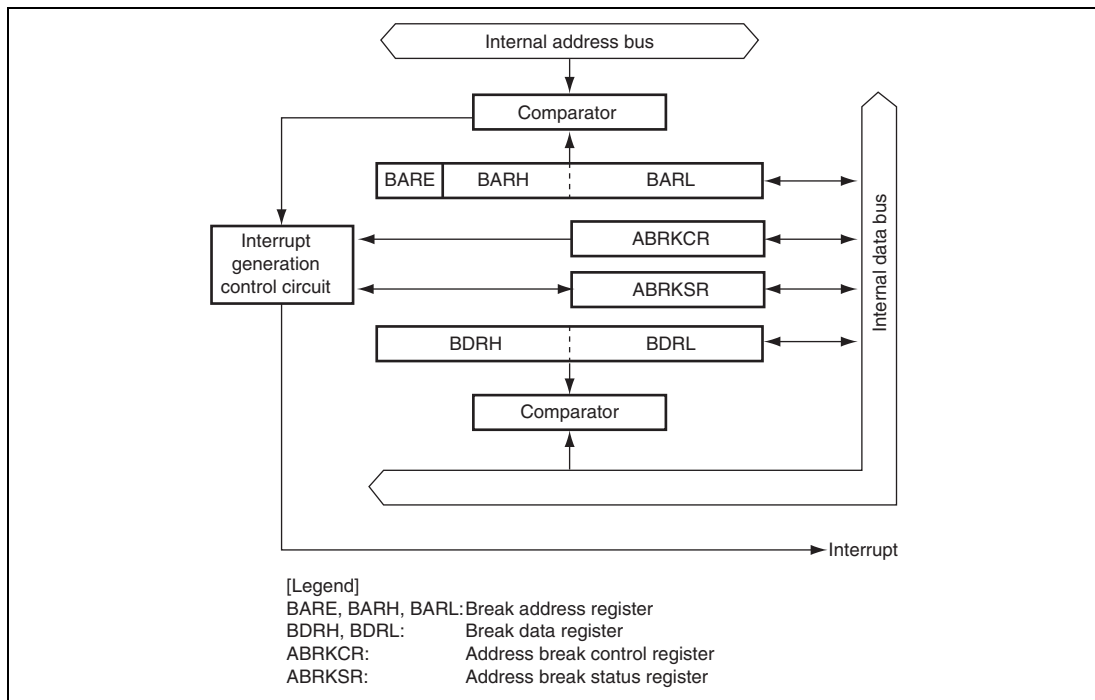 Internal address bus
Comparator
BARE BARH BARL
Interrupt
generation
control circuit
ABRKCR
ABRKSR
Internal data bus
BDRH BDRL
Comparator
Interrupt
[Legend]
BARE, BARH, BARL: Break address register
BDRH, BDRL: Break data register
ABRKCR: Address break control register
ABRKSR: Address break status register